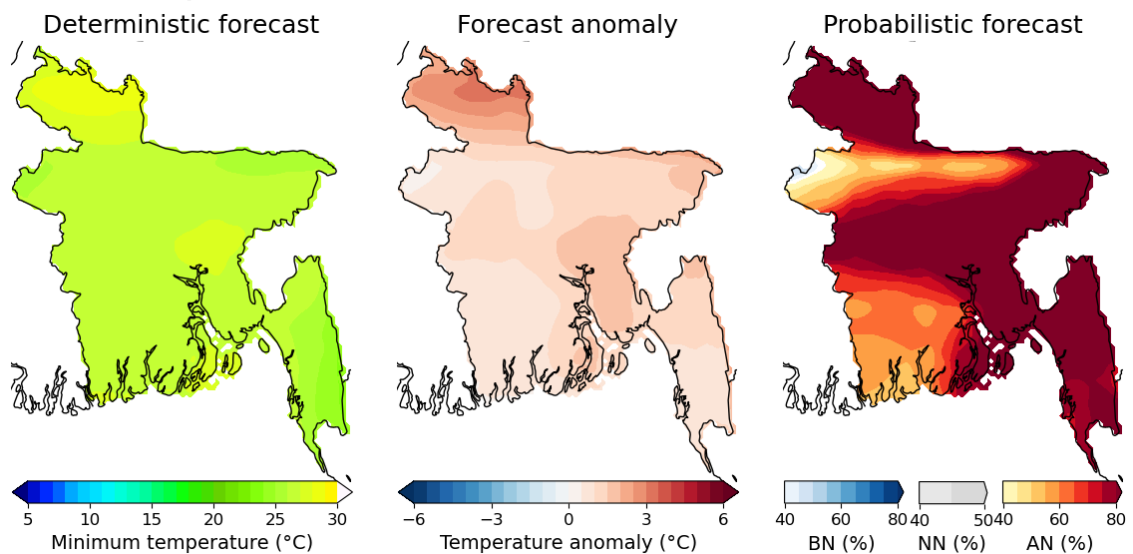 Deterministic forecast
Forecast anomaly
Probabilistic forecast
5 10 15 20 25 30
Minimum temperature (°C)
−6 −3 0 3 6
Temperature anomaly (°C)
40 60 80
BN (%)
40 50
NN (%)
40 60 80
AN (%)